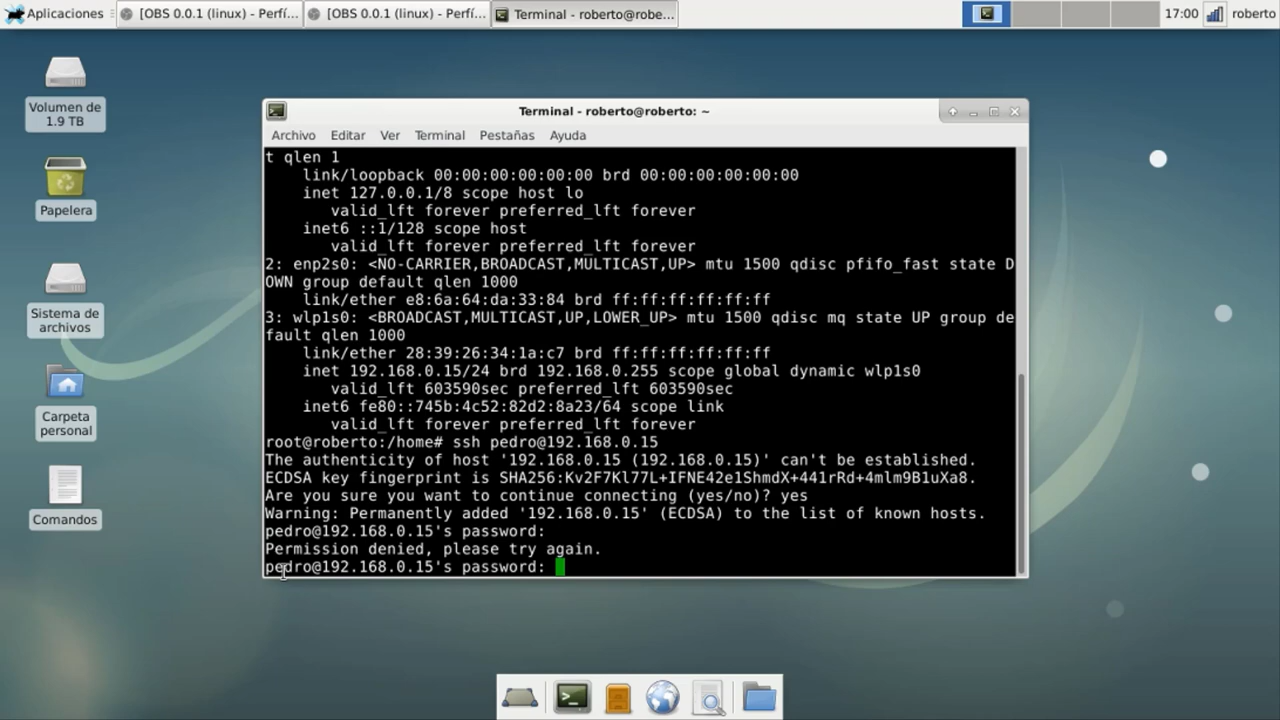 Aplicaciones
[OBS 0.0.1 (linux) - Perfí...
[OBS 0.0.1 (linux) - Perfí...
Terminal - roberto@robe...
17:00
roberto
Volumen de
1.9 TB
Papelera
Sistema de
archivos
Carpeta
personal
Comandos
Terminal - roberto@roberto: ~
Archivo Editar Ver Terminal Pestañas Ayuda
t qlen 1
link/loopback 00:00:00:00:00:00 brd 00:00:00:00:00:00
inet 127.0.0.1/8 scope host lo
valid_lft forever preferred_lft forever
inet6 ::1/128 scope host
valid_lft forever preferred_lft forever
2: enp2s0: <NO-CARRIER,BROADCAST,MULTICAST,UP> mtu 1500 qdisc pfifo_fast state D
OWN group default qlen 1000
link/ether e8:6a:64:da:33:84 brd ff:ff:ff:ff:ff:ff
3: wlp1s0: <BROADCAST,MULTICAST,UP,LOWER_UP> mtu 1500 qdisc mq state UP group de
fault qlen 1000
link/ether 28:39:26:34:1a:c7 brd ff:ff:ff:ff:ff:ff
inet 192.168.0.15/24 brd 192.168.0.255 scope global dynamic wlp1s0
valid_lft 603590sec preferred_lft 603590sec
inet6 fe80::745b:4c52:82d2:8a23/64 scope link
valid_lft forever preferred_lft forever
root@roberto:/home# ssh pedro@192.168.0.15
The authenticity of host '192.168.0.15 (192.168.0.15)' can't be established.
ECDSA key fingerprint is SHA256:Kv2F7Kl77L+IFNE42e1ShmdX+441rRd+4mlm9B1uXa8.
Are you sure you want to continue connecting (yes/no)? yes
Warning: Permanently added '192.168.0.15' (ECDSA) to the list of known hosts.
pedro@192.168.0.15's password:
Permission denied, please try again.
pedro@192.168.0.15's password: